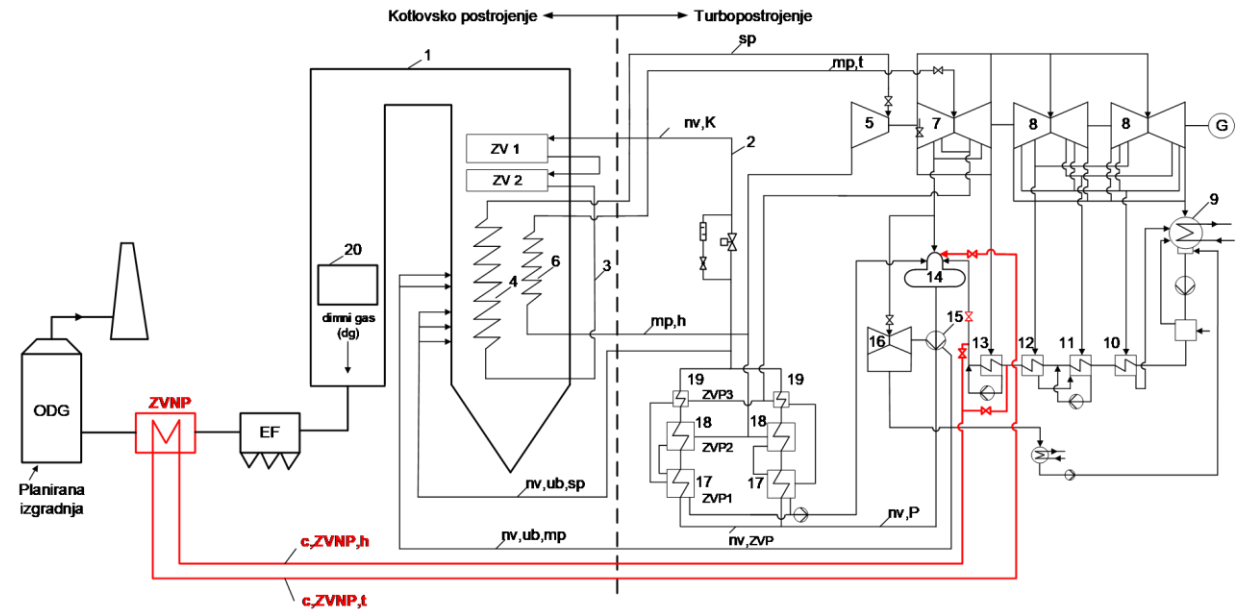 Kotlovsko postrojenje
Turbopostrojenje
1
sp
mp,t
nv,K
2
5
7
8
8
G
ZV 1
ZV 2
9
20
dimni gas
(dg)
4
6
3
14
mp,h
15
16
13
12
11
10
ODG
ZVNP
EF
19
19
ZVP3
18
18
ZVP2
17
17
ZVP1
Planirana
izgradnja
nv,ub,sp
nv,P
nv,ub,mp
nv,ZVP
c,ZVNP,h
c,ZVNP,t